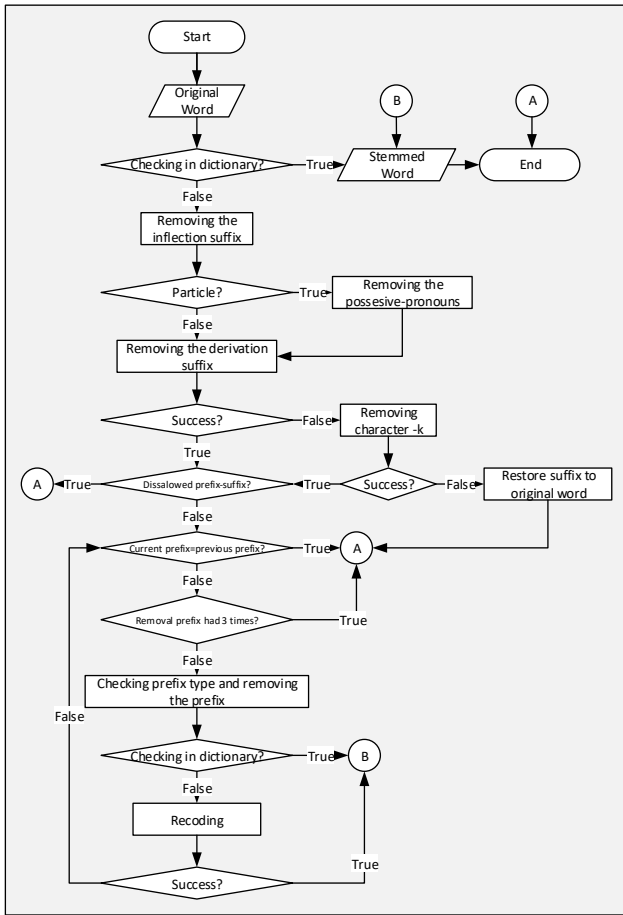 Start
Original
Word
B
A
Checking in dictionary?
True
Stemmed
Word
End
False
Removing the
inflection suffix
Particle?
True
Removing the
possesive-pronouns
False
Removing the derivation
suffix
Success?
False
Removing
character -k
True
A
True
Dissalowed prefix-suffix?
True
Success?
False
Restore suffix to
original word
False
Current prefix=previous prefix?
True
A
False
Removal prefix had 3 times?
True
False
Checking prefix type and removing
the prefix
False
Checking in dictionary?
True
B
False
Recoding
True
Success?